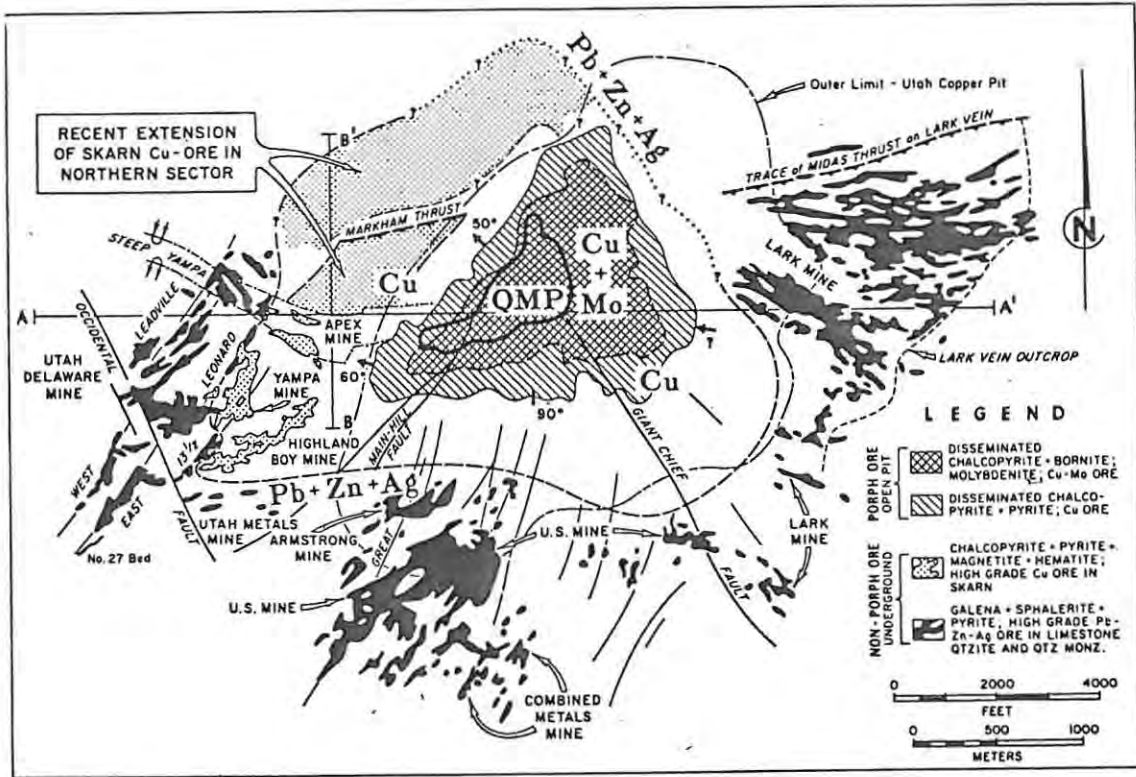 RECENT EXTENSION
OF SKARN Cu-ORE IN
NORTHERN SECTOR
B'
Pb+Zn+Ag
Outer Limit - Utah Copper Pit
TRACE of MIDAS THRUST on LARK VEIN
N
MARKHAM THRUST
50°
STEEP
YAMPA
Cu
QMP
Cu
+
Mo
LARK MINE
A
A'
OCCIDENTAL
LEADVILLE
APEX
MINE
LARK VEIN OUTCROP
UTAH
DELAWARE
MINE
LEONARD
YAMPA
MINE
60°
Cu
90°
B
HIGHLAND
BOY MINE
MAIN-HILL
FAULT
GIANT CHIEF
13 1/2
WEST
EAST
FAULT
Pb+Zn+Ag
UTAH METALS
MINE
ARMSTRONG
MINE
GREAT
U.S. MINE
LARK
MINE
No. 27 Bed
U.S. MINE
FAULT
COMBINED
METALS
MINE
LEGEND
PORPH ORE
OPEN PIT
DISSEMINATED
CHALCOPYRITE + BORNITE;
MOLYBDENITE; Cu-Mo ORE
DISSEMINATED CHALCO-
PYRITE + PYRITE; Cu ORE
NON-PORPH ORE
UNDERGROUND
CHALCOPYRITE + PYRITE +
MAGNETITE + HEMATITE;
HIGH GRADE Cu ORE IN
SKARN
GALENA + SPHALERITE +
PYRITE; HIGH GRADE Pb-
Zn-Ag ORE IN LIMESTONE
QTZITE AND QTZ MONZ.
0 2000 4000
FEET
0 500 1000
METERS